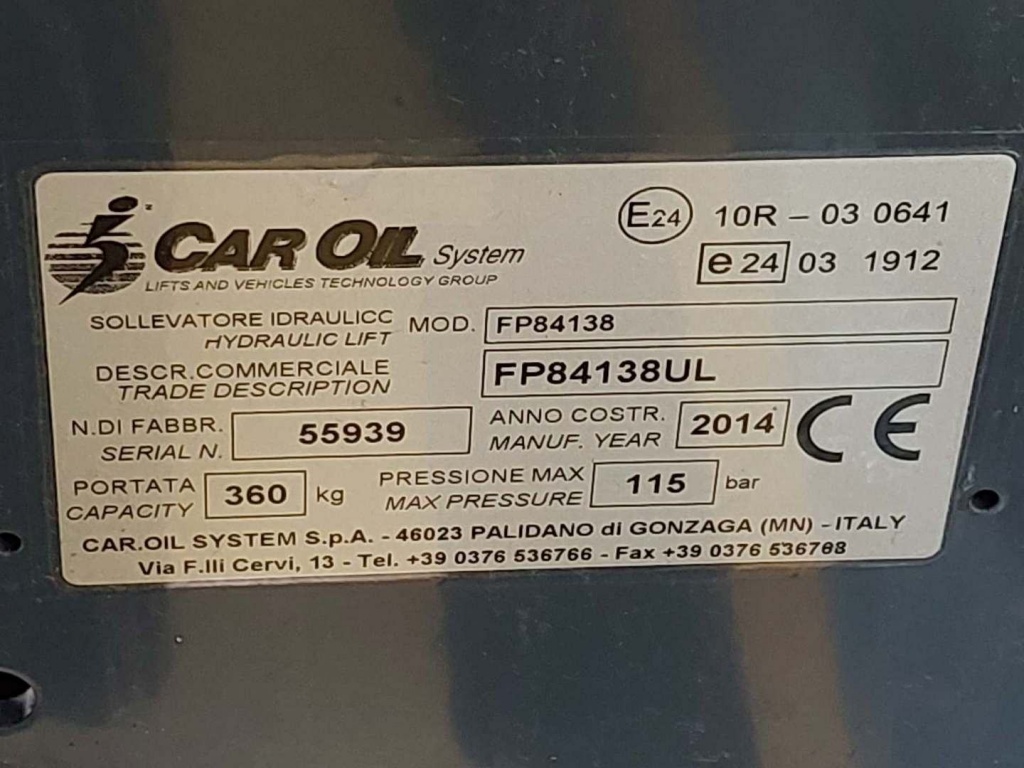 CAR OIL System
LIFTS AND VEHICLES TECHNOLOGY GROUP
E24 10R - 03 0641
e 24 03 1912
SOLLEVATORE IDRAULICO MOD. FP84138
HYDRAULIC LIFT
DESCR.COMMERCIALE FP84138UL
TRADE DESCRIPTION
N.DI FABBR. 55939 ANNO COSTR. 2014 CE
SERIAL N. MANUF. YEAR
PORTATA 360 kg PRESSIONE MAX 115 bar
CAPACITY MAX PRESSURE
CAR.OIL SYSTEM S.p.A. - 46023 PALIDANO di GONZAGA (MN) - ITALY
Via F.lli Cervi, 13 - Tel. +39 0376 536766 - Fax +39 0376 536768